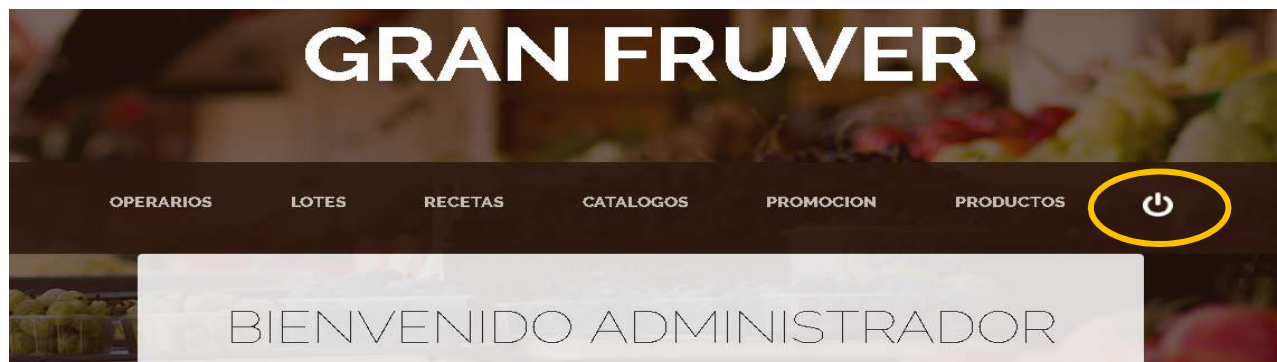 GRAN FRUVER
OPERARIOS LOTES RECETAS CATALOGOS PROMOCION PRODUCTOS
BIENVENIDO ADMINISTRADOR